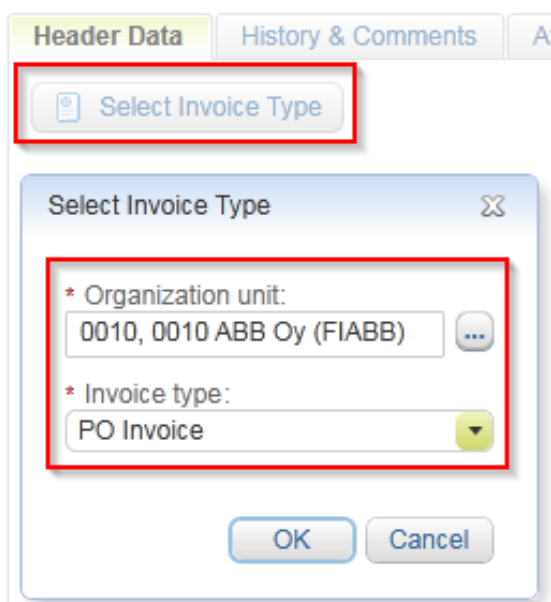 Header Data History & Comments
Select Invoice Type
Select Invoice Type
* Organization unit:
0010, 0010 ABB Oy (FIABB)
...
* Invoice type:
PO Invoice
OK Cancel